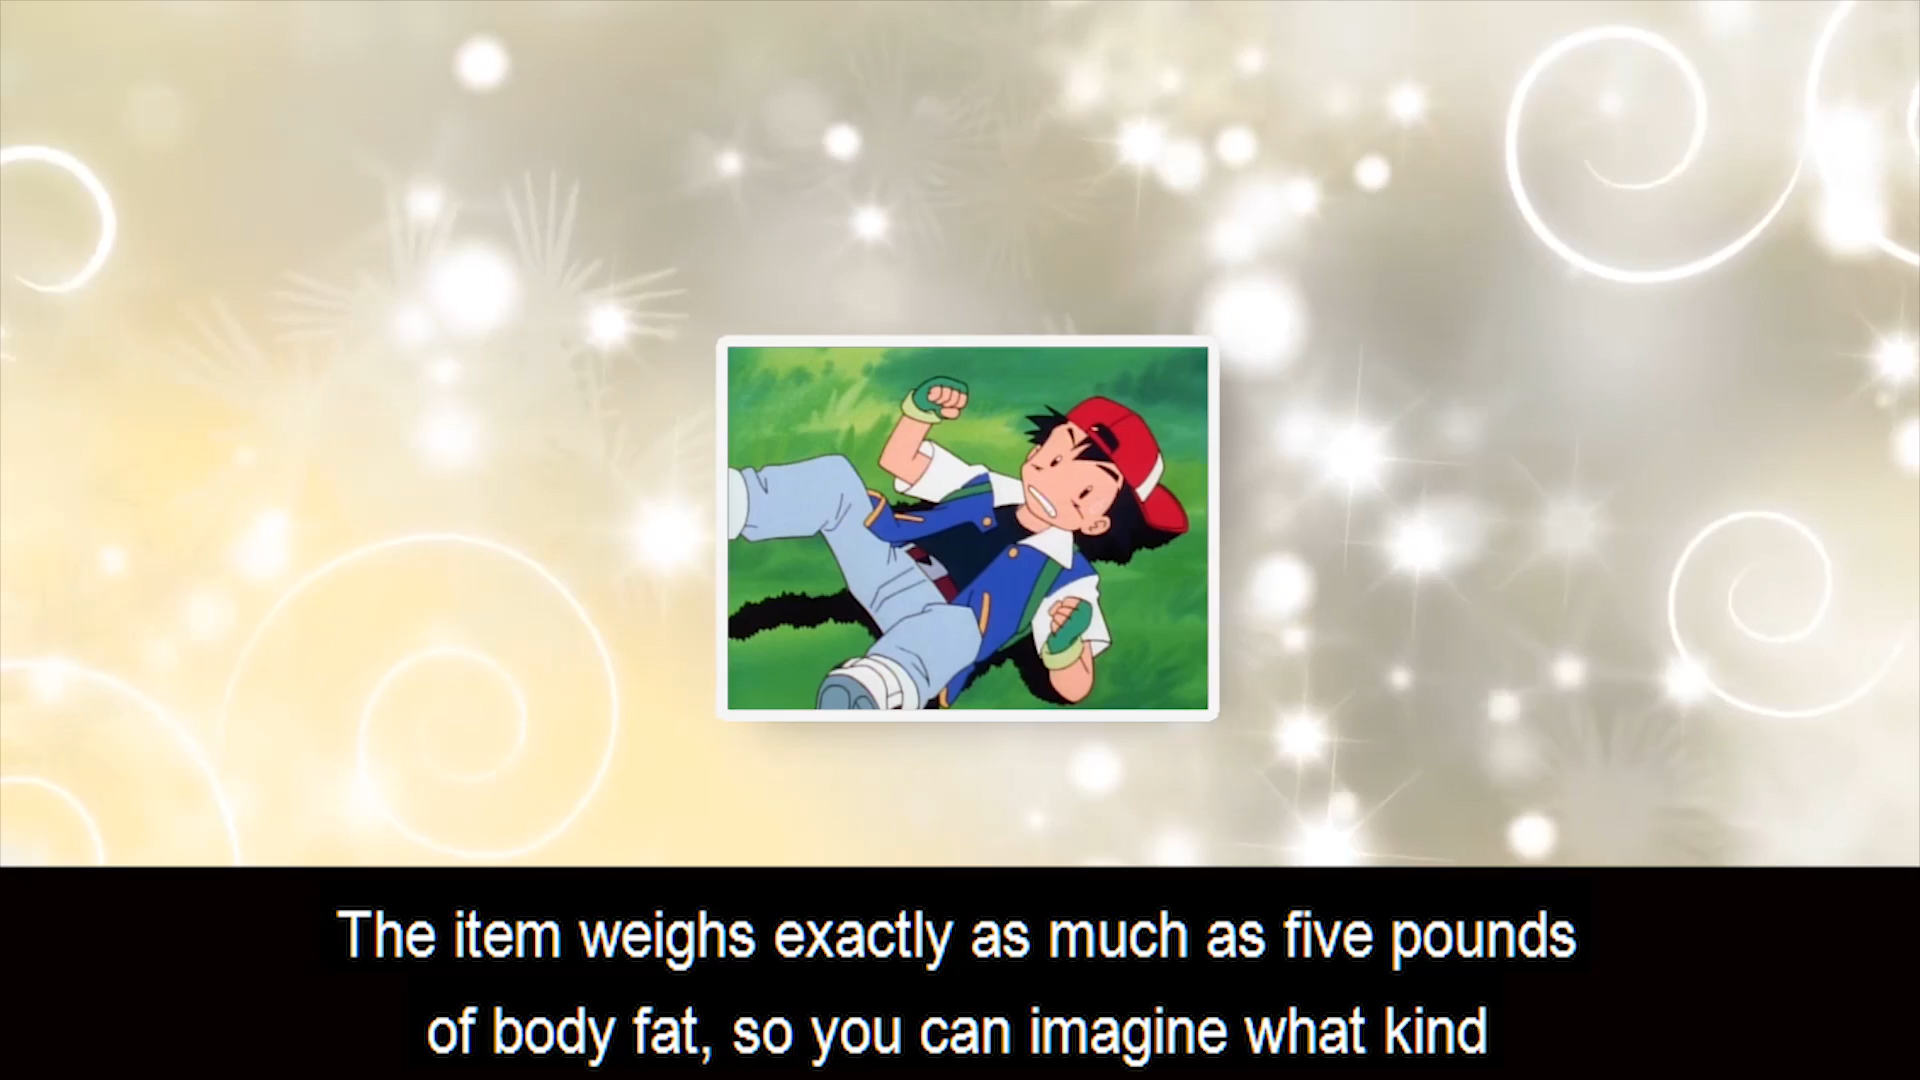 The item weighs exactly as much as five pounds
of body fat, so you can imagine what kind